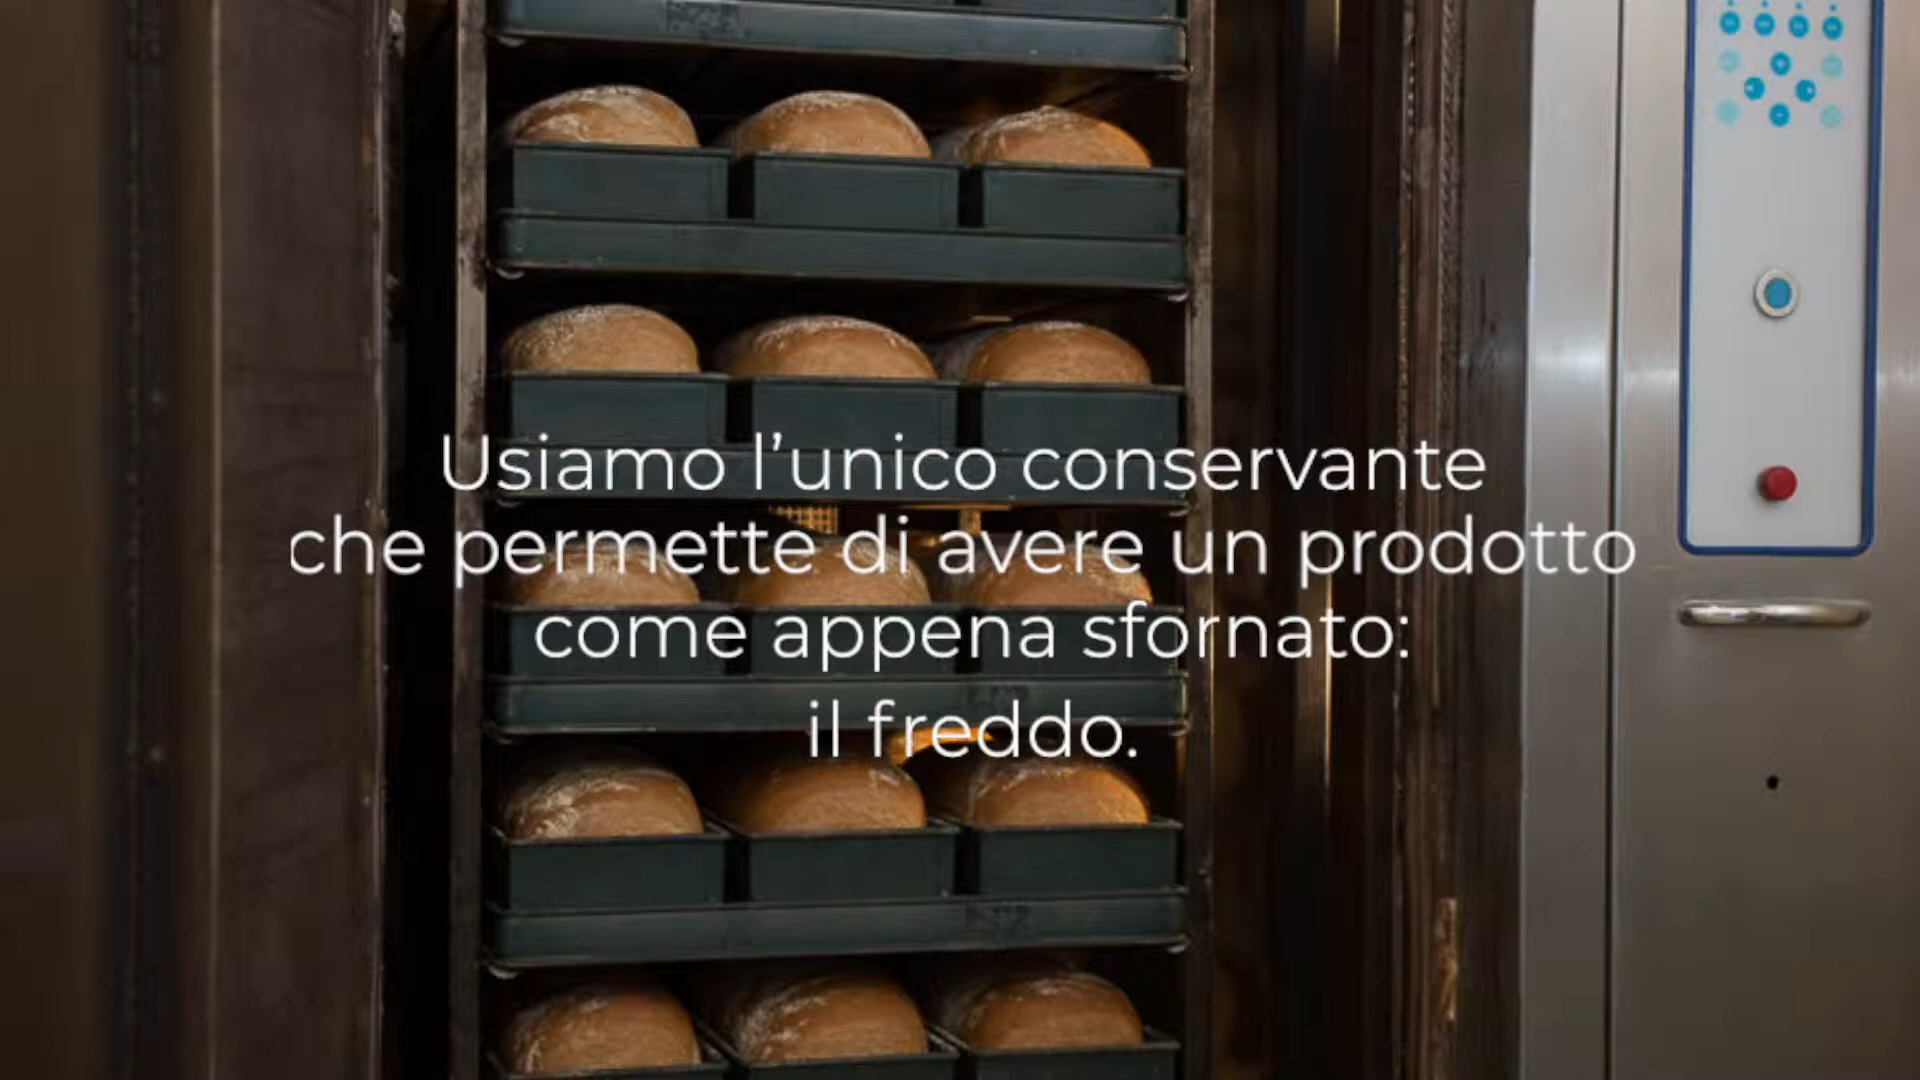 Usiamo l’unico conservante
che permette di avere un prodotto
come appena sfornato:
il freddo.